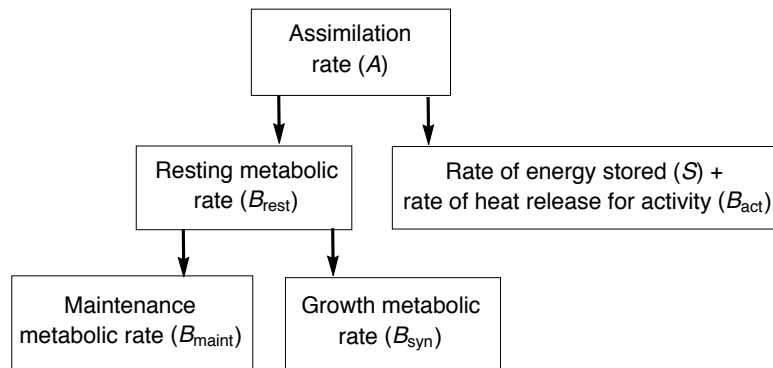 Assimilation
rate (A)
Resting metabolic
rate (Brest)
Rate of energy stored (S) +
rate of heat release for activity (Bact)
Maintenance
metabolic rate (Bmaint)
Growth metabolic
rate (Bsyn)